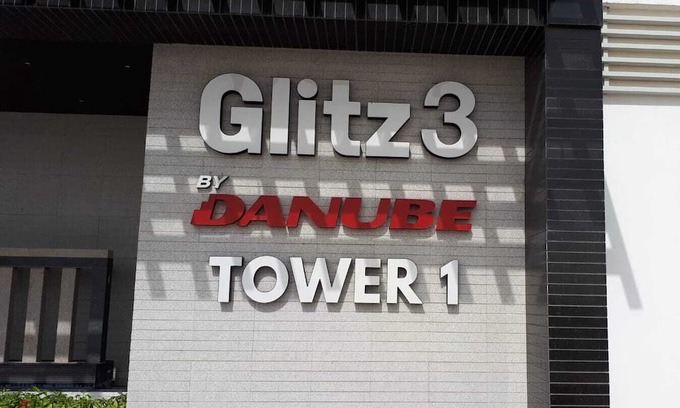 Glitz 3
BY
DANUBE
TOWER 1